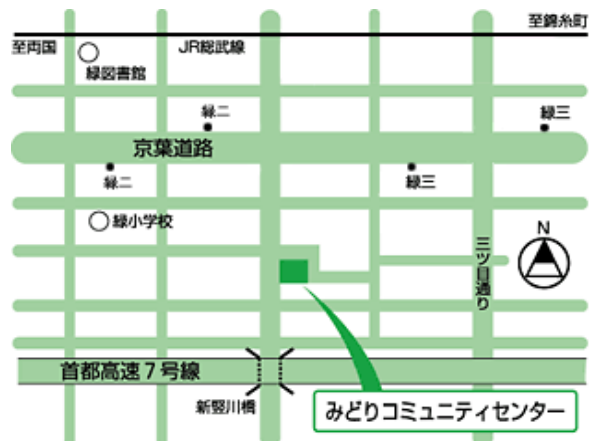 至錦糸町
至両国
JR総武線
緑図書館
緑二
緑三
京葉道路
緑二
緑三
緑小学校
N
三ツ目通り
首都高速7号線
新竪川橋
みどりコミュニティセンター